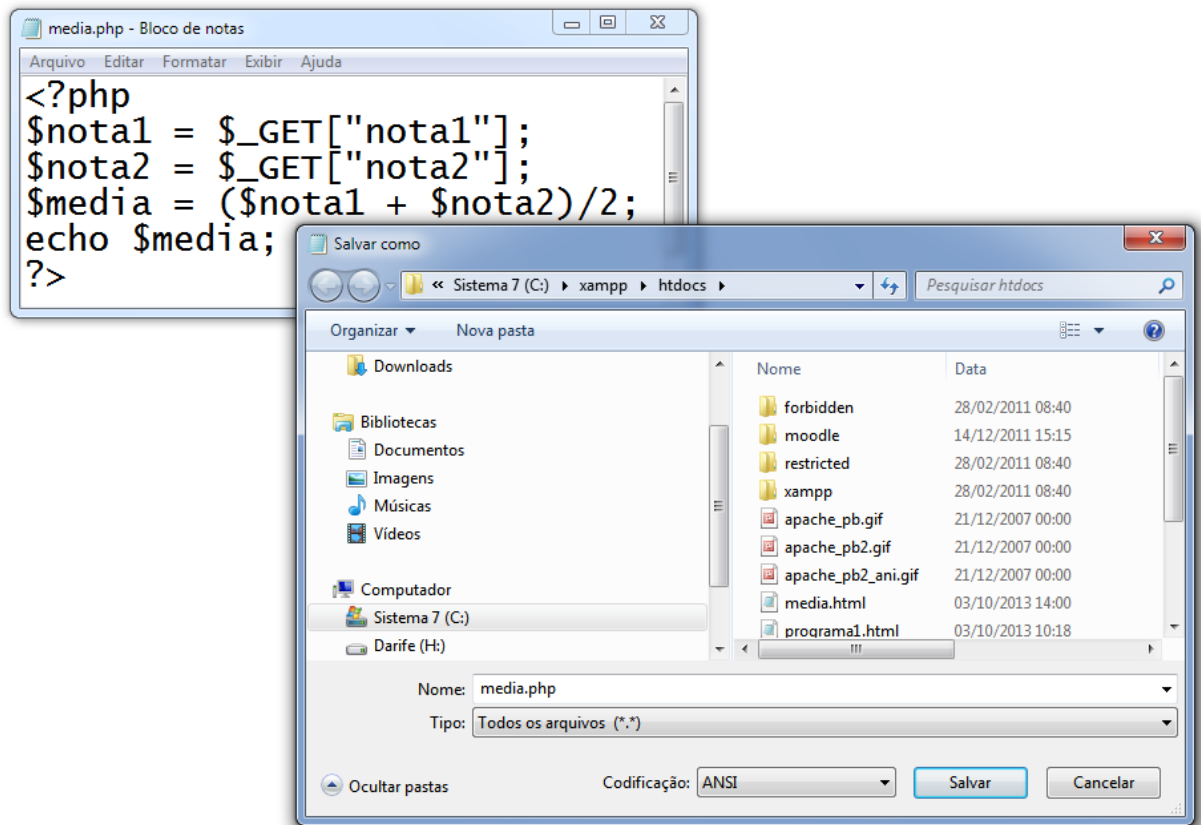 media.php - Bloco de notas
Arquivo Editar Formatar Exibir Ajuda
<?php
$nota1 = $_GET["nota1"];
$nota2 = $_GET["nota2"];
$media = ($nota1 + $nota2)/2;
echo $media;
?>
Salvar como
« Sistema 7 (C:) xampp htdocs
Pesquisar htdocs
Organizar Nova pasta
Downloads
Bibliotecas
Documentos
Imagens
Músicas
Vídeos
Computador
Sistema 7 (C:)
Darife (H:)
Nome Data
forbidden 28/02/2011 08:40
moodle 14/12/2011 15:15
restricted 28/02/2011 08:40
xampp 28/02/2011 08:40
apache_pb.gif 21/12/2007 00:00
apache_pb2.gif 21/12/2007 00:00
apache_pb2_ani.gif 21/12/2007 00:00
media.html 03/10/2013 14:00
programa1.html 03/10/2013 10:18
Nome: media.php
Tipo: Todos os arquivos (*.*)
Ocultar pastas
Codificação: ANSI
Salvar
Cancelar